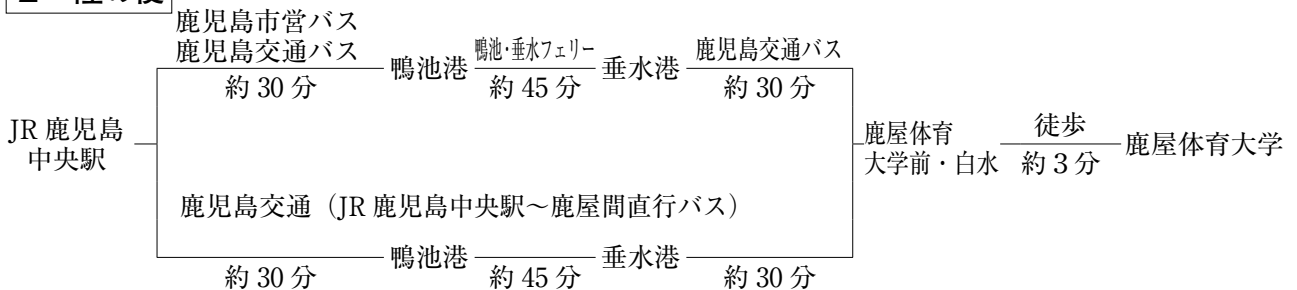 鹿児島市営バス
鹿児島交通バス
鴨池港
鴨池・垂水フェリー
垂水港
鹿児島交通バス
約 30 分
約 45 分
約 30 分
JR 鹿児島
中央駅
鹿屋体育
大学前・白水
徒歩
約 3 分
鹿屋体育大学
鹿児島交通（JR 鹿児島中央駅～鹿屋間直行バス）
鴨池港
垂水港
約 30 分
約 45 分
約 30 分